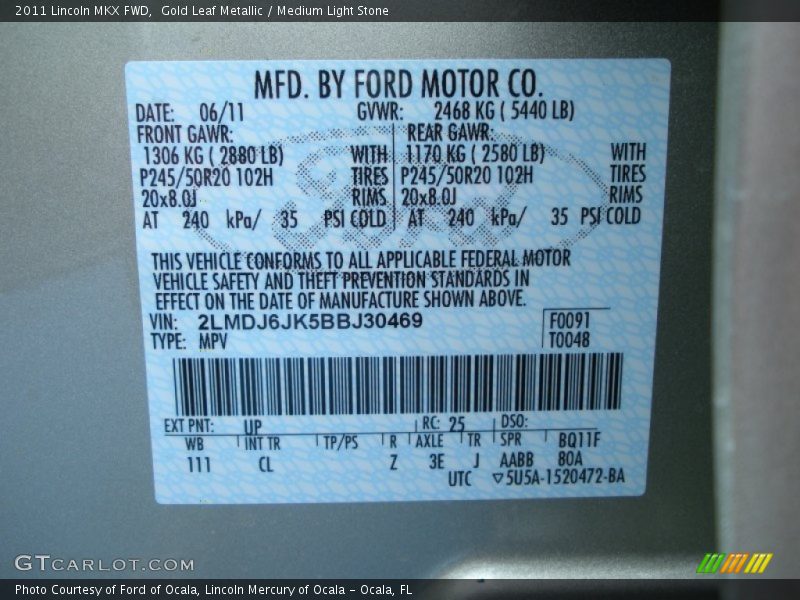 2011 Lincoln MKX FWD, Gold Leaf Metallic / Medium Light Stone
MFD. BY FORD MOTOR CO.
DATE: 06/11 GVWR: 2468 KG ( 5440 LB)
FRONT GAWR: REAR GAWR:
1306 KG ( 2880 LB) WITH 1170 KG ( 2580 LB) WITH
P245/50R20 102H TIRES P245/50R20 102H TIRES
20x8.0J RIMS 20x8.0J RIMS
AT 240 kPa/ 35 PSI COLD AT 240 kPa/ 35 PSI COLD
THIS VEHICLE CONFORMS TO ALL APPLICABLE FEDERAL MOTOR
VEHICLE SAFETY AND THEFT PREVENTION STANDARDS IN
EFFECT ON THE DATE OF MANUFACTURE SHOWN ABOVE.
VIN: 2LMDJ6JK5BBJ30469 F0091
TYPE: MPV T0048
EXT PNT: UP RC: 25 DSO:
WB INT TR TP/PS R AXLE TR SPR BQ11F
111 CL Z 3E J AABB 80A
UTC ▽5U5A-1520472-BA
GTCARLOT.COM
Photo Courtesy of Ford of Ocala, Lincoln Mercury of Ocala - Ocala, FL